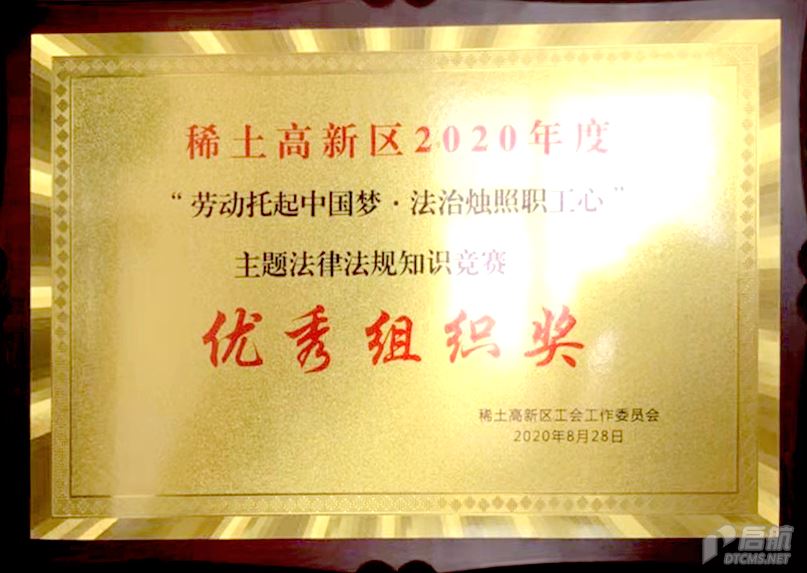 稀土高新区2020年度
“劳动托起中国梦·法治烛照职工心”
主题法律法规知识竞赛
优秀组织奖
稀土高新区工会工作委员会
2020年8月28日
启航
DTCMS.NET